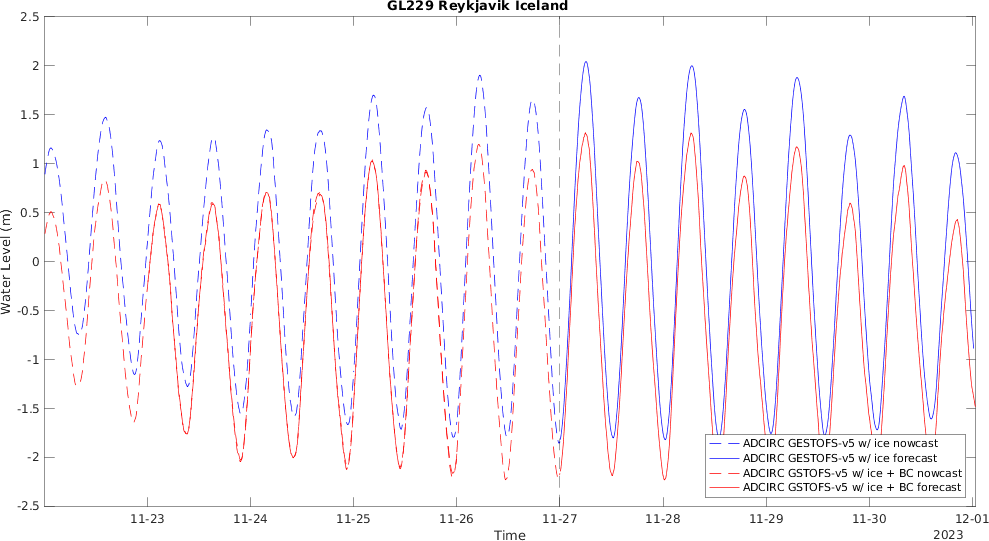 GL229 Reykjavik Iceland
2.5
2
1.5
1
0.5
0
-0.5
-1
-1.5
-2
-2.5
Water Level (m)
ADCIRC GESTOFS-v5 w/ ice nowcast
ADCIRC GESTOFS-v5 w/ ice forecast
ADCIRC GSTOFS-v5 w/ ice + BC nowcast
ADCIRC GSTOFS-v5 w/ ice + BC forecast
11-23 11-24 11-25 11-26 11-27 11-28 11-29 11-30 12-01
Time
2023